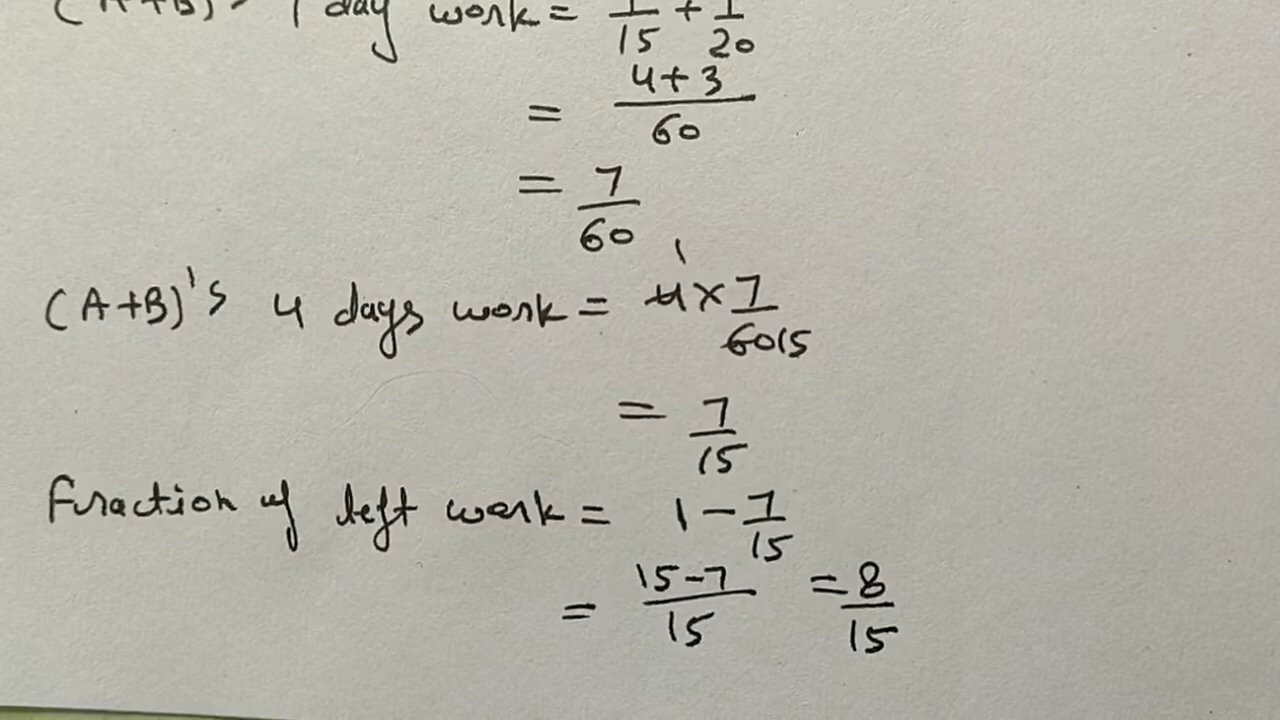 (A+B)'s 1 day work = 1/15 + 1/20
= 4+3/60
= 7/60
(A+B)'s 4 days work = 4 1 × 7/60 15
= 7/15
Fraction of left work = 1 - 7/15
= 15-7/15 = 8/15